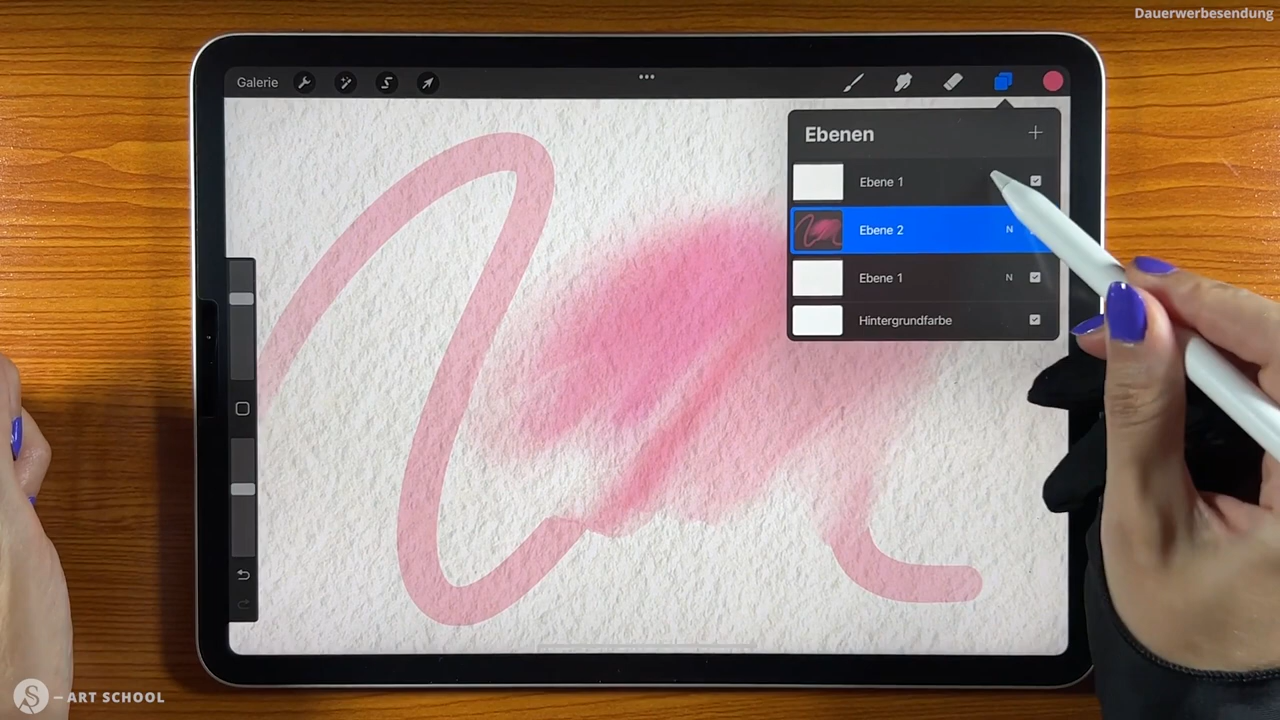 Dauerwerbesendung
Galerie
Ebenen
Ebene 1
Ebene 2 N
Ebene 1 N
Hintergrundfarbe
S – ART SCHOOL